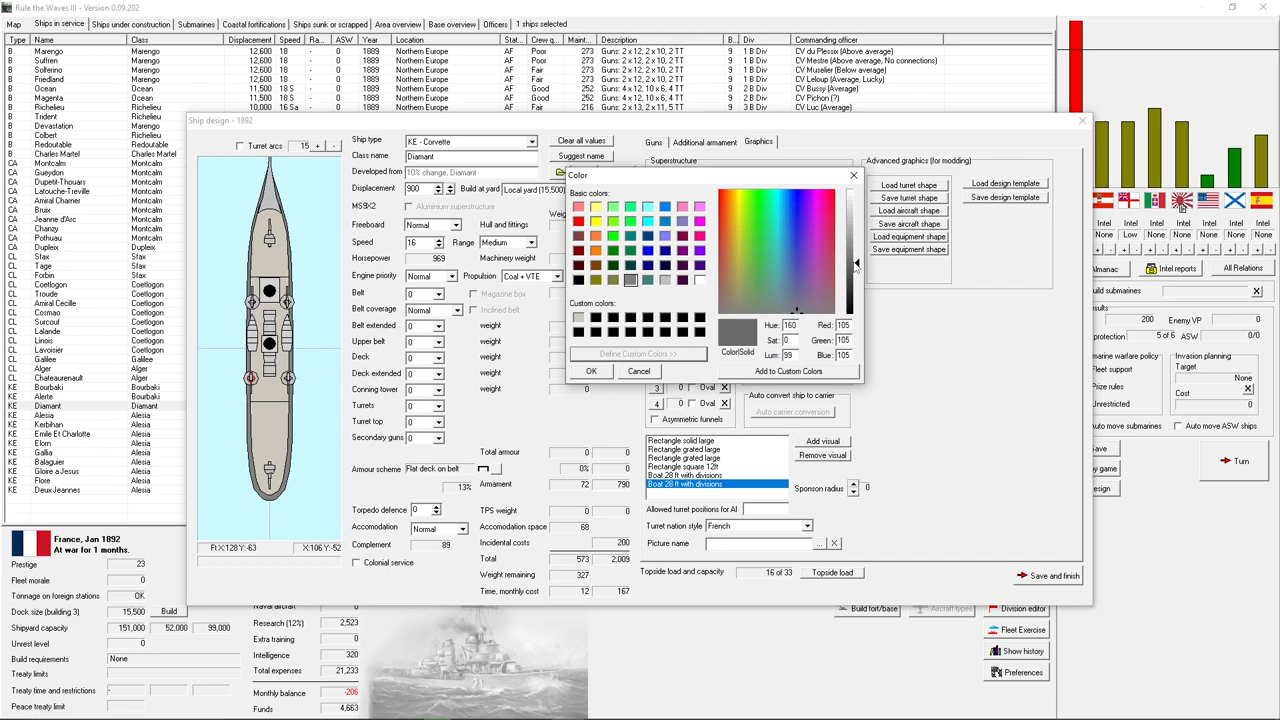 Rule the Waves III - Version 0.09.202
Map Ships in service Ships under construction Submarines Coastal fortifications Ships sunk or scrapped Area overview Base overview Officers 1 ships selected
Type Name Class Displacement Speed Ra... ASW Year Location Stat... Crew q... Maint... Description B... Div Commanding officer
B Marengo Marengo 12,600 18 - 0 1889 Northern Europe AF Poor 273 Guns: 2 x 12, 2 x 10, 2 TT 9 1 B Div CV du Plessix (Above average)
B Suffren Marengo 12,600 18 - 0 1889 Northern Europe AF Poor 273 Guns: 2 x 12, 2 x 10, 2 TT 9 1 B Div CV Mestre (Above average, No connections)
B Solferino Marengo 12,600 18 - 0 1889 Northern Europe AF Fair 273 Guns: 2 x 12, 2 x 10, 2 TT 9 1 B Div CV Muselier (Below average)
B Friedland Marengo 12,600 18 - 0 1889 Northern Europe AF Fair 273 Guns: 2 x 12, 2 x 10, 2 TT 9 1 B Div CV Leloup (Average, Lucky)
B Ocean Ocean 11,500 18 S - 0 1889 Northern Europe AF Good 252 Guns: 4 x 12, 10 x 6, 4 TT 9 2 B Div CV Bussy (Average)
B Magenta Ocean 11,500 18 S - 0 1889 Northern Europe AF Good 252 Guns: 4 x 12, 10 x 6, 4 TT 9 2 B Div CV Pichon (?)
B Richelieu Richelieu 10,000 16 Sa - 0 1889 Northern Europe AF Fair 216 Guns: 2 x 13, 2 x 11, 5 TT 9 2 B Div CV Luc (Average)
B Trident Richelieu
B Devastation Marengo
B Colbert Richelieu
B Redoutable Richelieu
B Charles Martel Richelieu
CA Montcalm Montcalm
CA Gueydon Montcalm
CA Dupetit-Thouars Montcalm
CA Latouche-Treville Montcalm
CA Amiral Charner Montcalm
CA Bruix Montcalm
CA Jeanne d'Arc Montcalm
CA Chanzy Montcalm
CA Pothuau Montcalm
CA Dupleix Montcalm
CL Sfax Forbin
CL Tage Forbin
CL Forbin Forbin
CL Coetlogon Coetlogon
CL Troude Coetlogon
CL Amiral Cecille Coetlogon
CL Cosmao Coetlogon
CL Surcouf Coetlogon
CL Lalande Coetlogon
CL Linois Coetlogon
CL Lavoisier Coetlogon
CL Galilee Galilee
CL Chateaurenault Galilee
KE Alerte Bourbaki
KE Bourbaki Bourbaki
KE Diamant Diamant
KE Alesia Alesia
KE Kerbihan Alesia
KE Emile Et Charlotte Alesia
KE Elorn Alesia
KE Gallia Alesia
KE Balaguier Alesia
KE Gloire a Jesus Alesia
KE Flore Alesia
KE Deux Jeannes Alesia
Ship design - 1892
Turret arcs 15 + -
Ft X:128 Y:-63 X:106 Y:-52
Ship type KE - Corvette Clear all values
Class name Diamant Suggest name
Developed from 10% change, Diamant
Displacement 900 Build at yard Local yard (15,500)
MSSK2 Aluminium superstructure
Freeboard Normal Hull and fittings
Speed 16 Range Medium
Horsepower 969 Machinery weight
Engine priority Normal Propulsion Coal + VTE
Belt 0 Magazine box
Belt coverage Normal Inclined belt
Belt extended 0 weight
Upper belt 0 weight
Deck 0 weight
Deck extended 0 weight
Conning tower 0 weight
Turrets 0
Turret top 0
Secondary guns 0
Total armour 0 0
Armour scheme Flat deck on belt 0% 0
13% Armament 72 790
Torpedo defence 0 TPS weight 0 0
Accomodation Normal Accomodation space 68
Complement 89 Incidental costs 200
Colonial service Total 573 2,009
Weight remaining 327
Time, monthly cost 12 167
Guns Additional armament Graphics
Superstructure
Color
Basic colors:
Custom colors:
Define Custom Colors >>
OK Cancel
Color|Solid
Hue: 160 Red: 105
Sat: 0 Green: 105
Lum: 99 Blue: 105
Add to Custom Colors
Advanced graphics (for modding)
Load turret shape Load design template
Save turret shape Save design template
Load aircraft shape
Save aircraft shape
Load equipment shape
Save equipment shape
3 0 Oval X
4 0 Oval X
Asymmetric funnels
Auto convert ship to carrier
Auto carrier conversion
Rectangle solid large
Rectangle grated large
Rectangle grated large
Rectangle square 12ft
Boat 28 ft with divisions
Boat 28 ft with divisions
Add visual
Remove visual
Sponson radius 0
Allowed turret positions for AI
Turret nation style French
Picture name ... X
Topside load and capacity 16 of 33 Topside load
Save and finish
Intel Intel Intel Intel Intel Intel Intel
Intel Low
Almanac Intel reports All Relations
Build submarines
200 Enemy VP 0
protection 5 of 6 ASW 0/0
Invasion planning
Target
None
Cost
0
Fleet support
Prize rules
Unrestricted
Auto move submarines Auto move ASW ships
Turn
France, Jan 1892
At war for 1 months.
Prestige 23
Fleet morale 0
Tonnage on foreign stations OK
Dock size (building 3) 15,500 Build
Shipyard capacity 151,000 52,000 99,000
Unrest level 0
Build requirements None
Treaty limits
Treaty time and restrictions -
Peace treaty limit
Naval aircraft 0
Research (12%) 2,523
Extra training 0
Intelligence 320
Total expenses 21,233
Monthly balance -206
Funds 4,663
Build fort/base Aircraft types Division editor
Fleet Exercise
Show history
Preferences